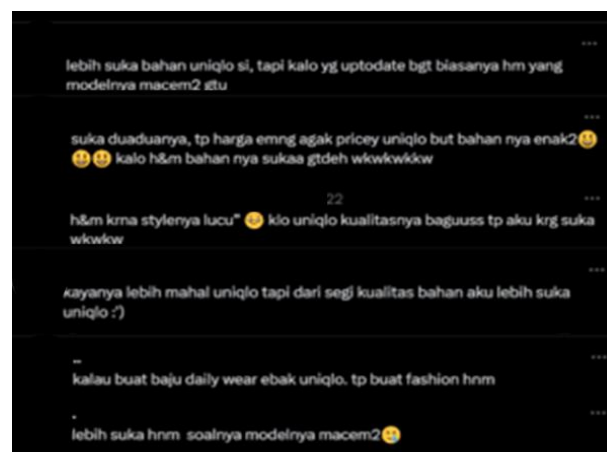 lebih suka bahan uniqlo si, tapi kalo yg uptodate bgt biasanya hm yang
modelnya macem2 gtu
suka duaduanya, tp harga emng agak pricey uniqlo but bahan nya enak2😃
😃😃 kalo h&m bahan nya sukaa gtdeh wkwkwkkw
22
h&m krna stylenya lucu" 🥹 klo uniqlo kualitasnya baguuss tp aku krg suka
wkwkw
kayanya lebih mahal uniqlo tapi dari segi kualitas bahan aku lebih suka
uniqlo :')
kalau buat baju daily wear ebak uniqlo. tp buat fashion hnm
lebih suka hnm soalnya modelnya macem2🥲